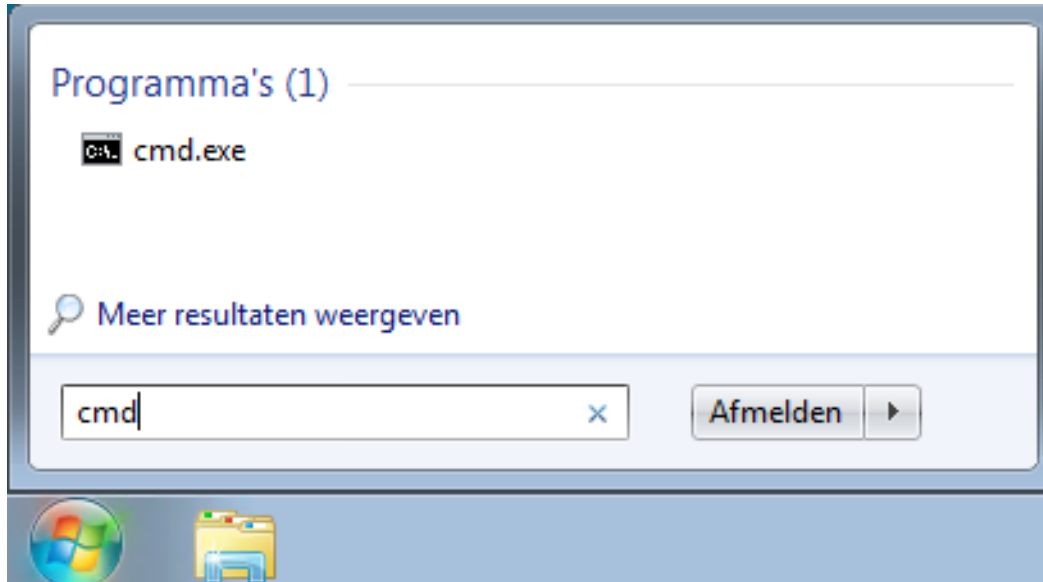 Programma's (1)
C:\. cmd.exe
Meer resultaten weergeven
cmd
Afmelden